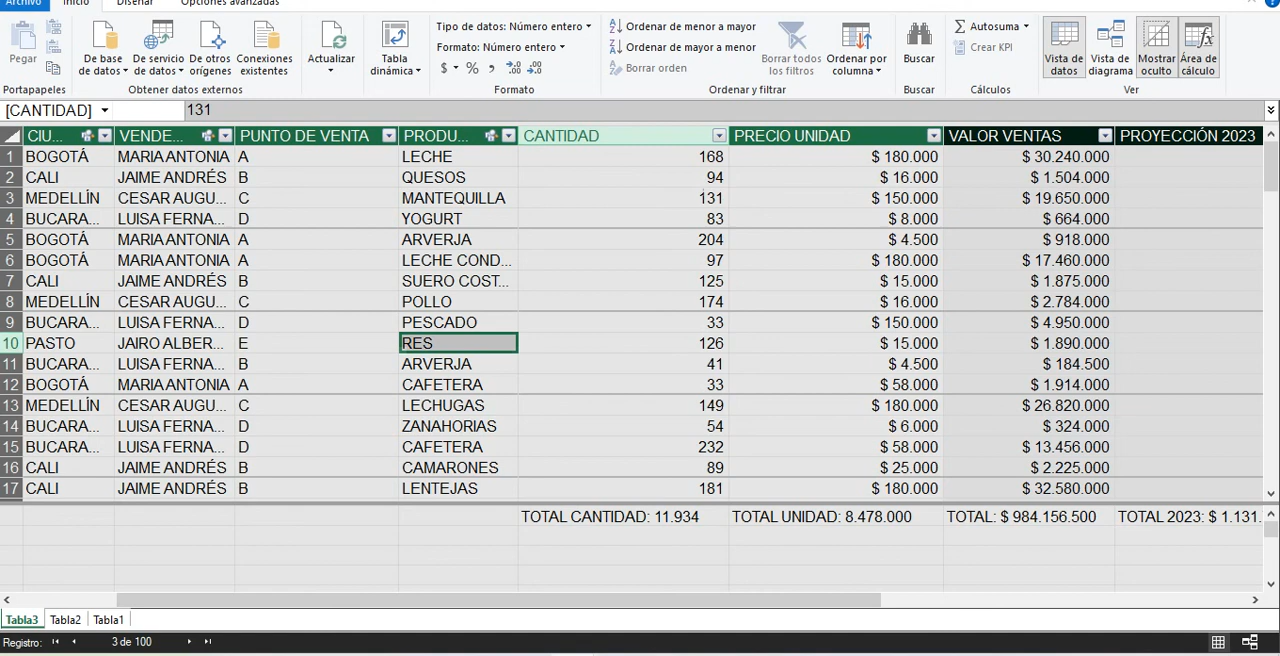 Archivo Inicio Diseñar Opciones avanzadas
Pegar
De base de datos
De servicio de datos
De otros orígenes
Conexiones existentes
Actualizar
Tabla dinámica
Tipo de datos: Número entero
Formato: Número entero
$ % , ,00 ,00
Ordenar de menor a mayor
Ordenar de mayor a menor
Borrar orden
Borrar todos los filtros
Ordenar por columna
Buscar
Autosuma
Crear KPI
Vista de datos
Vista de diagrama
Mostrar oculto
Área de cálculo
Portapapeles Obtener datos externos Formato Ordenar y filtrar Buscar Cálculos Ver
[CANTIDAD] 131
CIU... VENDE... PUNTO DE VENTA PRODU... CANTIDAD PRECIO UNIDAD VALOR VENTAS PROYECCIÓN 2023
1 BOGOTÁ MARIA ANTONIA A LECHE 168 $ 180.000 $ 30.240.000
2 CALI JAIME ANDRÉS B QUESOS 94 $ 16.000 $ 1.504.000
3 MEDELLÍN CESAR AUGU... C MANTEQUILLA 131 $ 150.000 $ 19.650.000
4 BUCARA... LUISA FERNA... D YOGURT 83 $ 8.000 $ 664.000
5 BOGOTÁ MARIA ANTONIA A ARVERJA 204 $ 4.500 $ 918.000
6 BOGOTÁ MARIA ANTONIA A LECHE COND... 97 $ 180.000 $ 17.460.000
7 CALI JAIME ANDRÉS B SUERO COST... 125 $ 15.000 $ 1.875.000
8 MEDELLÍN CESAR AUGU... C POLLO 174 $ 16.000 $ 2.784.000
9 BUCARA... LUISA FERNA... D PESCADO 33 $ 150.000 $ 4.950.000
10 PASTO JAIRO ALBER... E RES 126 $ 15.000 $ 1.890.000
11 BUCARA... LUISA FERNA... B ARVERJA 41 $ 4.500 $ 184.500
12 BOGOTÁ MARIA ANTONIA A CAFETERA 33 $ 58.000 $ 1.914.000
13 MEDELLÍN CESAR AUGU... C LECHUGAS 149 $ 180.000 $ 26.820.000
14 BUCARA... LUISA FERNA... D ZANAHORIAS 54 $ 6.000 $ 324.000
15 BUCARA... LUISA FERNA... D CAFETERA 232 $ 58.000 $ 13.456.000
16 CALI JAIME ANDRÉS B CAMARONES 89 $ 25.000 $ 2.225.000
17 CALI JAIME ANDRÉS B LENTEJAS 181 $ 180.000 $ 32.580.000
TOTAL CANTIDAD: 11.934 TOTAL UNIDAD: 8.478.000 TOTAL: $ 984.156.500 TOTAL 2023: $ 1.131.
Tabla3 Tabla2 Tabla1
Registro: 3 de 100